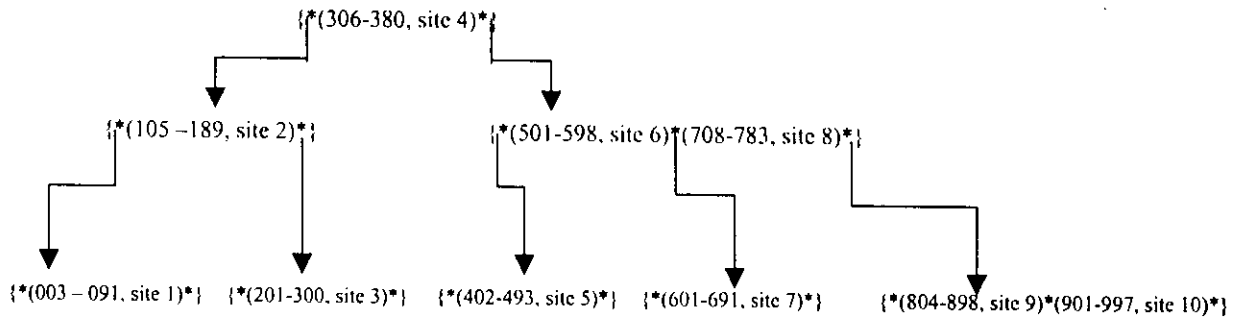 {*(306-380, site 4)*}
{*(105 –189, site 2)*} {*(501-598, site 6)*(708-783, site 8)*}
{*(003 – 091, site 1)*} {*(201-300, site 3)*} {*(402-493, site 5)*} {*(601-691, site 7)*} {*(804-898, site 9)*(901-997, site 10)*}